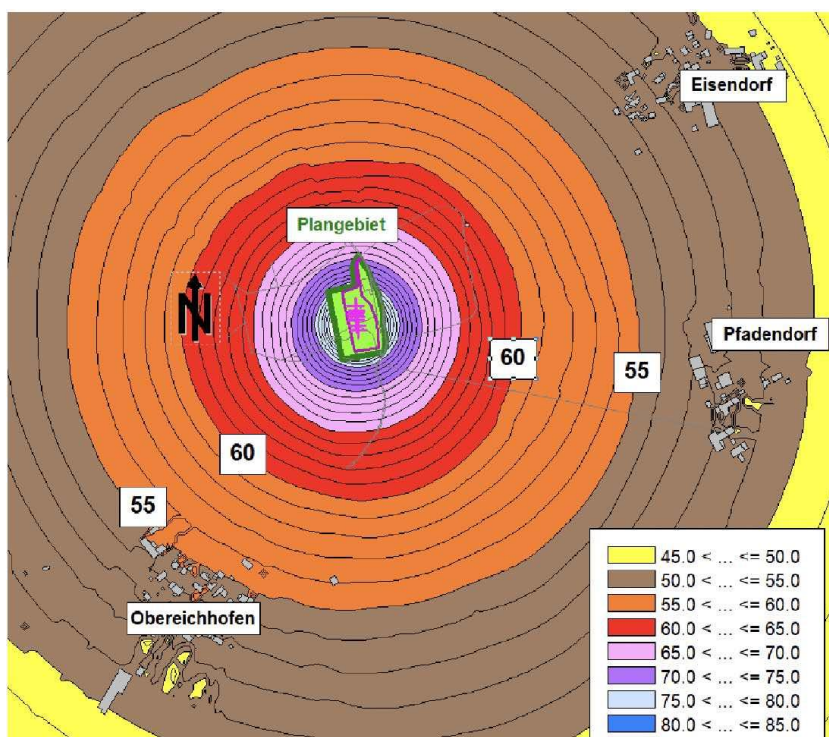 Eisendorf
Plangebiet
N
Pfadendorf
60
55
60
55
Obereichhofen
45.0 < ... <= 50.0
50.0 < ... <= 55.0
55.0 < ... <= 60.0
60.0 < ... <= 65.0
65.0 < ... <= 70.0
70.0 < ... <= 75.0
75.0 < ... <= 80.0
80.0 < ... <= 85.0